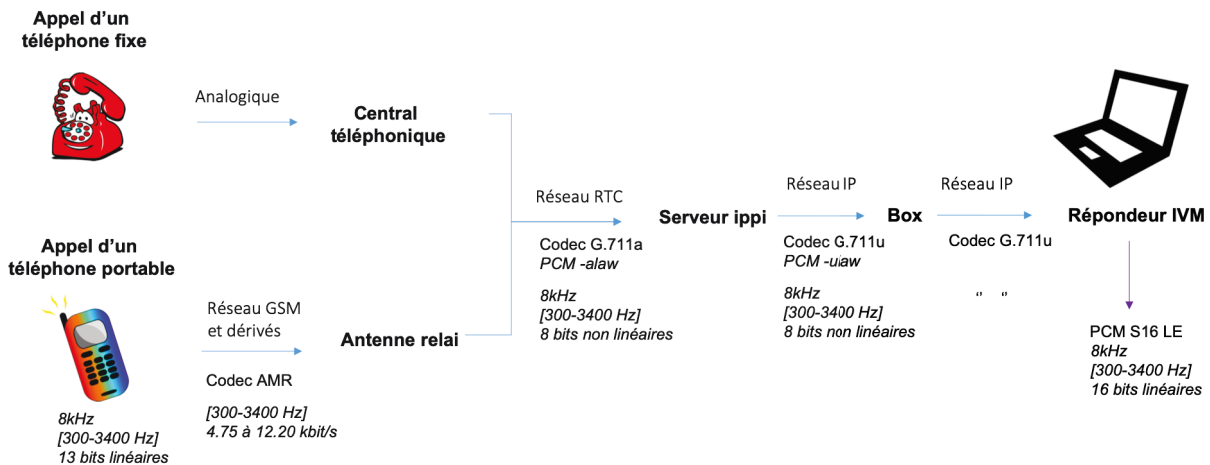 Appel d'un
téléphone fixe
Analogique
Central
téléphonique
Appel d'un
téléphone portable
8kHz
[300-3400 Hz]
13 bits linéaires
Réseau GSM
et dérivés
Codec AMR
[300-3400 Hz]
4.75 à 12.20 kbit/s
Antenne relai
Réseau RTC
Codec G.711a
PCM -alaw
8kHz
[300-3400 Hz]
8 bits non linéaires
Serveur ippi
Réseau IP
Codec G.711u
PCM -ulaw
8kHz
[300-3400 Hz]
8 bits non linéaires
Box
Réseau IP
Codec G.711u
‘’ ‘’
Répondeur IVM
PCM S16 LE
8kHz
[300-3400 Hz]
16 bits linéaires